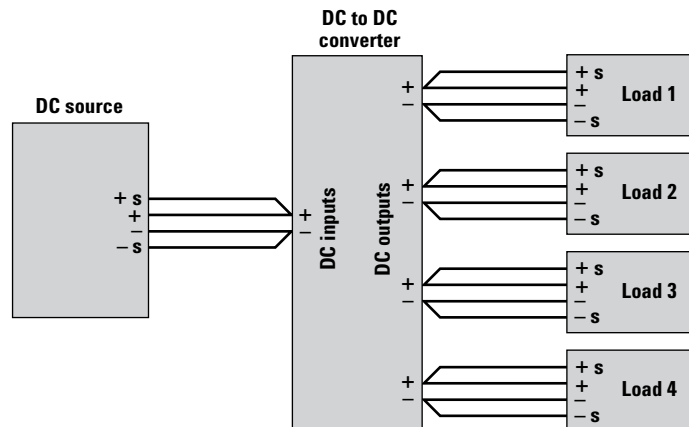 DC to DC
converter
DC source
+ s
+
−
− s
+
−
DC inputs
DC outputs
+
−
+
−
+
−
+
−
+ s
+
−
− s
Load 1
+ s
+
−
− s
Load 2
+ s
+
−
− s
Load 3
+ s
+
−
− s
Load 4